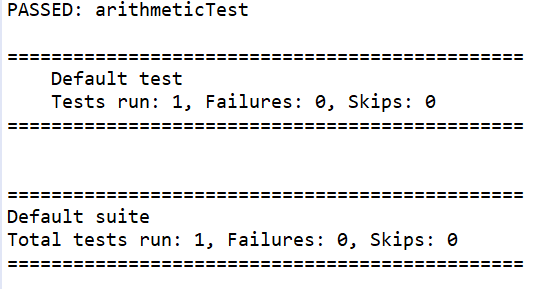 PASSED: arithmeticTest
===============================================
    Default test
    Tests run: 1, Failures: 0, Skips: 0
===============================================
===============================================
Default suite
Total tests run: 1, Failures: 0, Skips: 0
===============================================